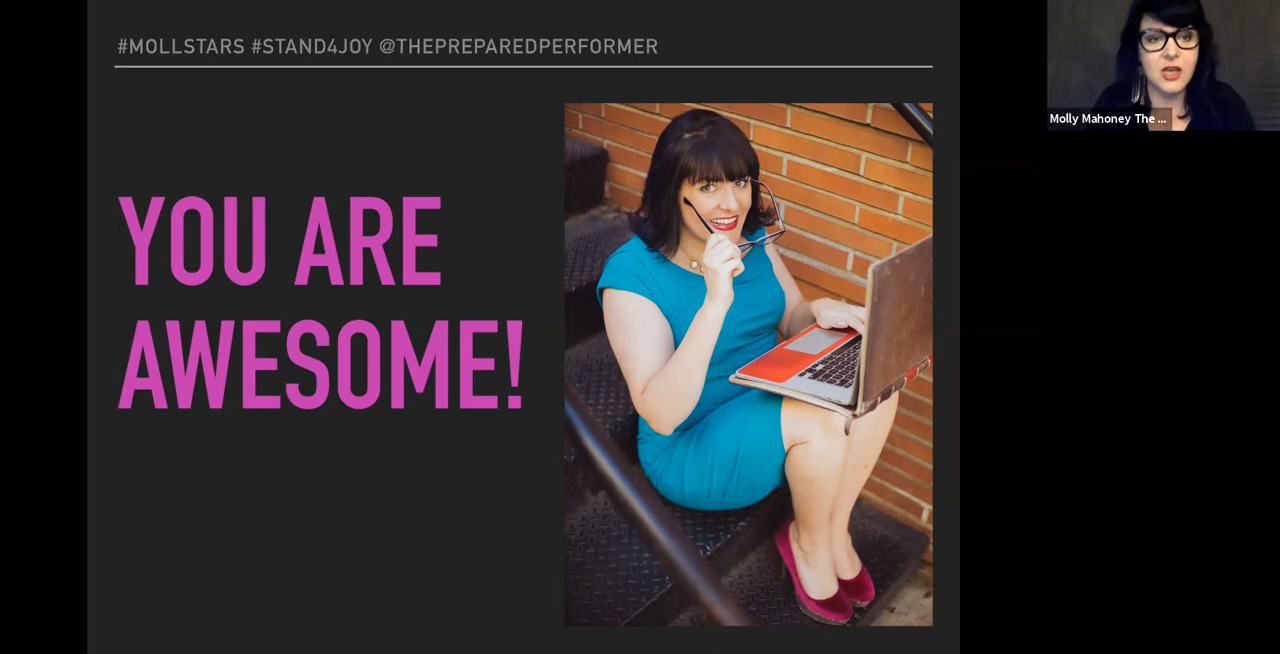 #MOLLSTARS #STAND4JOY @THEPREPAREDPERFORMER
YOU ARE
AWESOME!
Molly Mahoney The ...